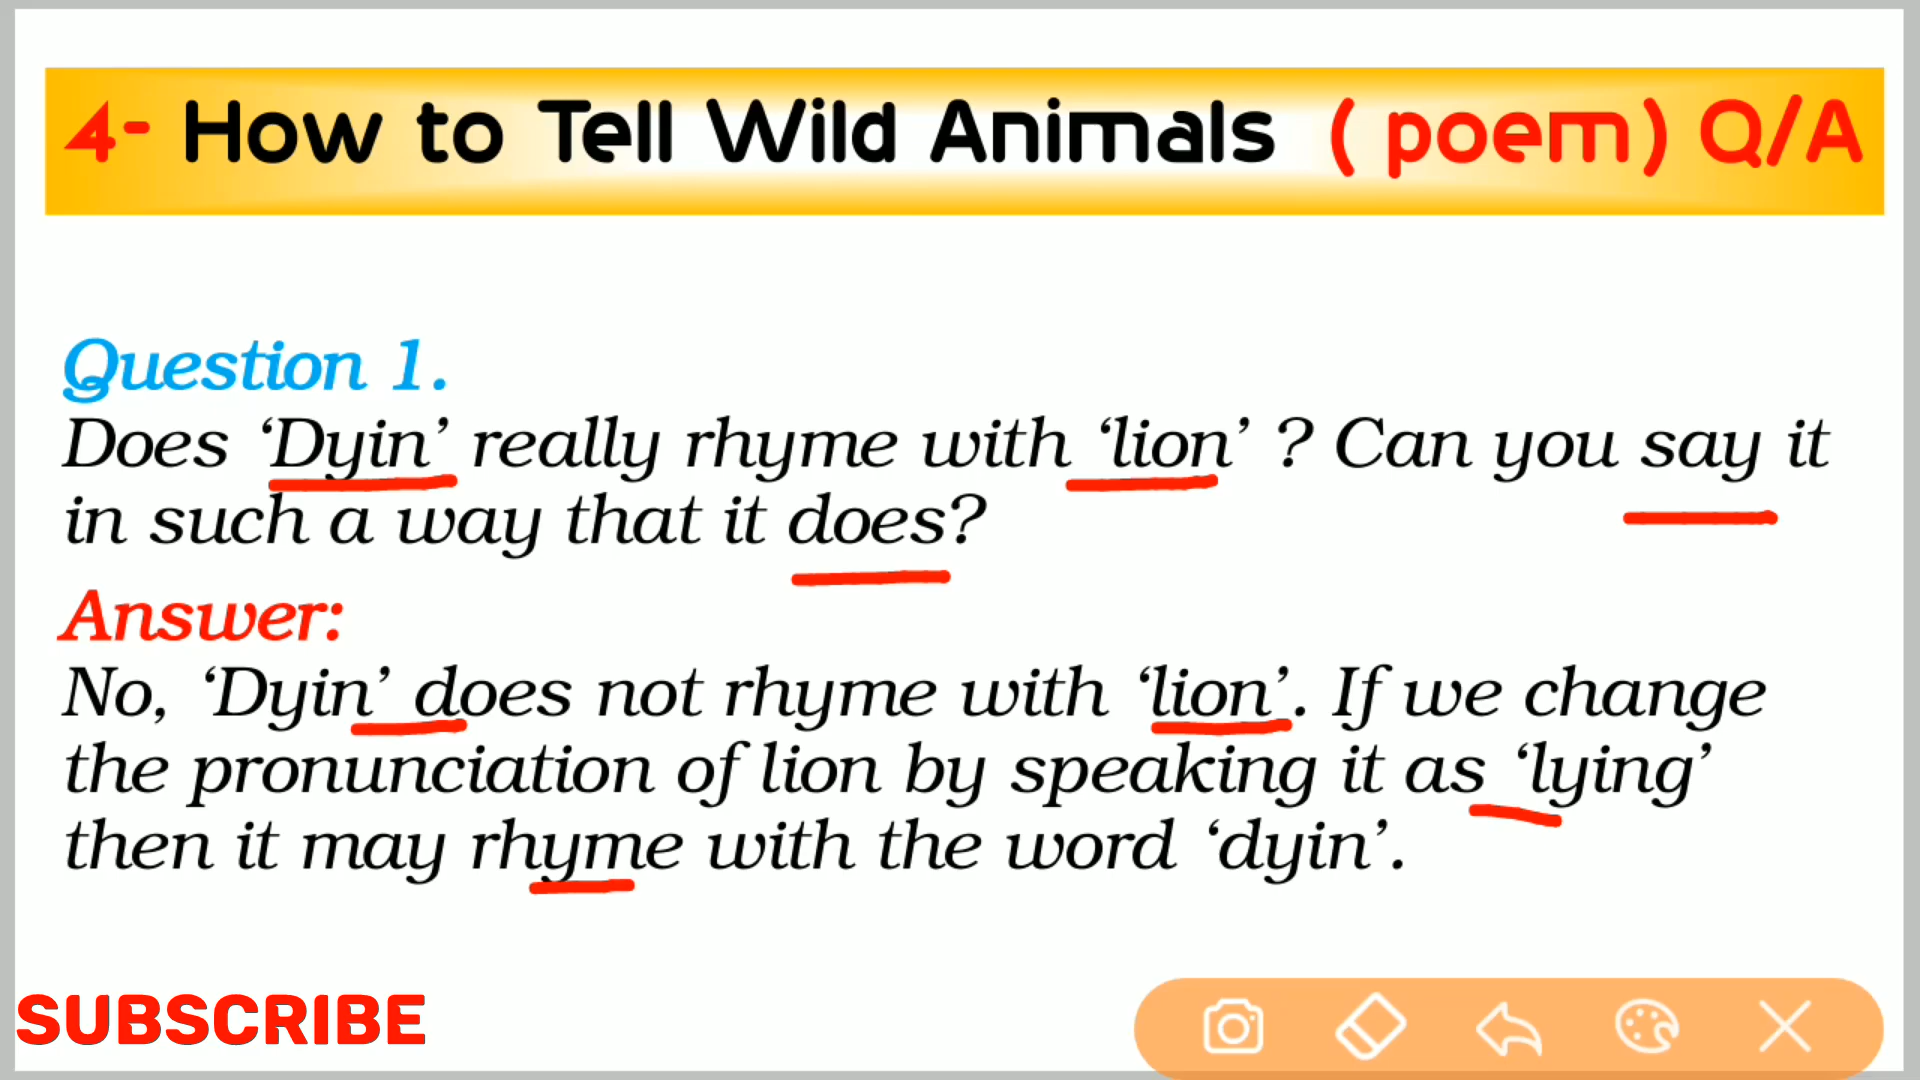 4- How to Tell Wild Animals ( poem) Q/A
Question 1.
Does ‘Dyin’ really rhyme with ‘lion’ ? Can you say it
in such a way that it does?
Answer:
No, ‘Dyin’ does not rhyme with ‘lion’. If we change
the pronunciation of lion by speaking it as ‘lying’
then it may rhyme with the word ‘dyin’.
SUBSCRIBE